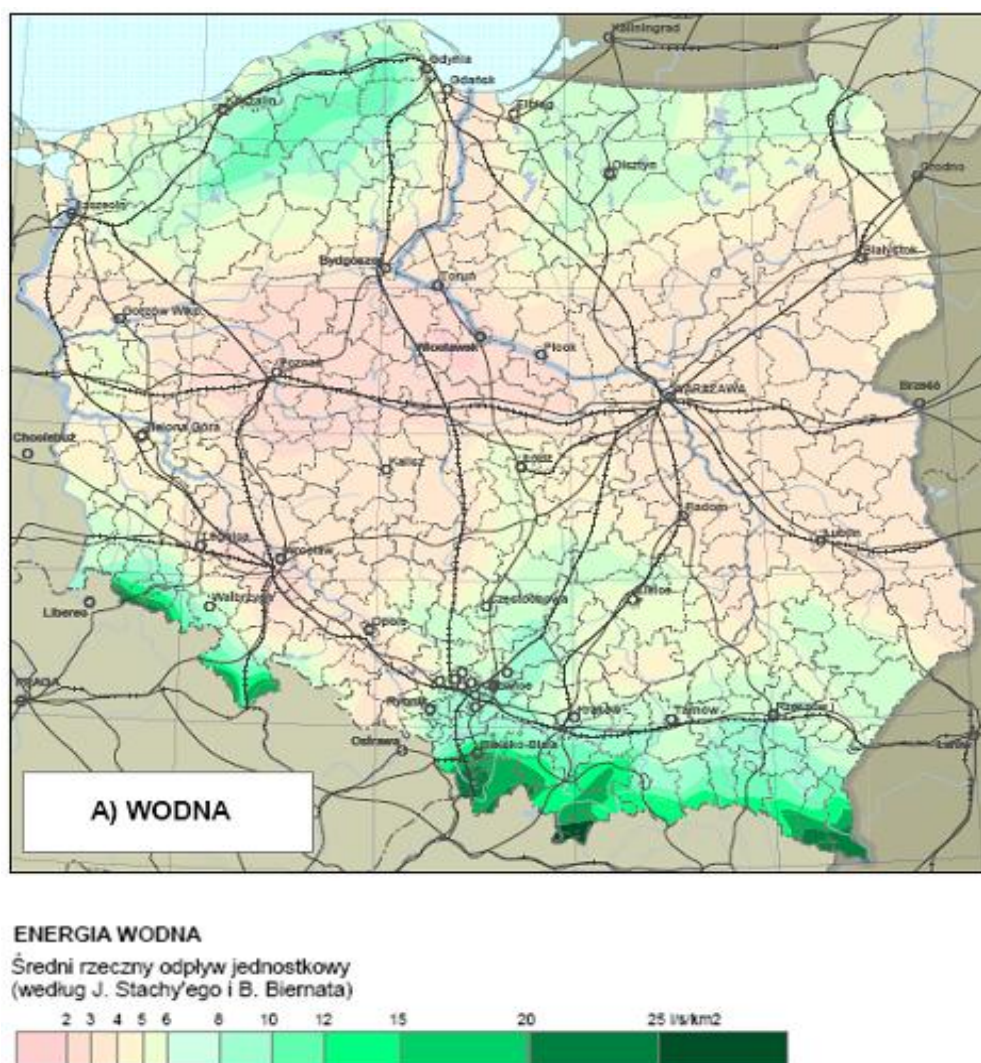 Kaliningrad
Gdynia
Gdańsk
Elbląg
Olsztyn
Grodno
Szczecin
Bydgoszcz
Białystok
Toruń
Gorzów Wlkp.
Włocławek
Płock
Poznań
WARSZAWA
Brześć
Zielona Góra
Kalisz
Łódź
Radom
Lublin
Legnica
Wrocław
Liberec
Wałbrzych
Częstochowa
Kielce
Opole
PRAGA
Rybnik
Kraków
Tarnów
Rzeszów
Ostrawa
Bielsko-Biała
A) WODNA
ENERGIA WODNA
Średni rzeczny odpływ jednostkowy
(według J. Stachy'ego i B. Biernata)
2 3 4 5 6 8 10 12 15 20 25 l/s/km2